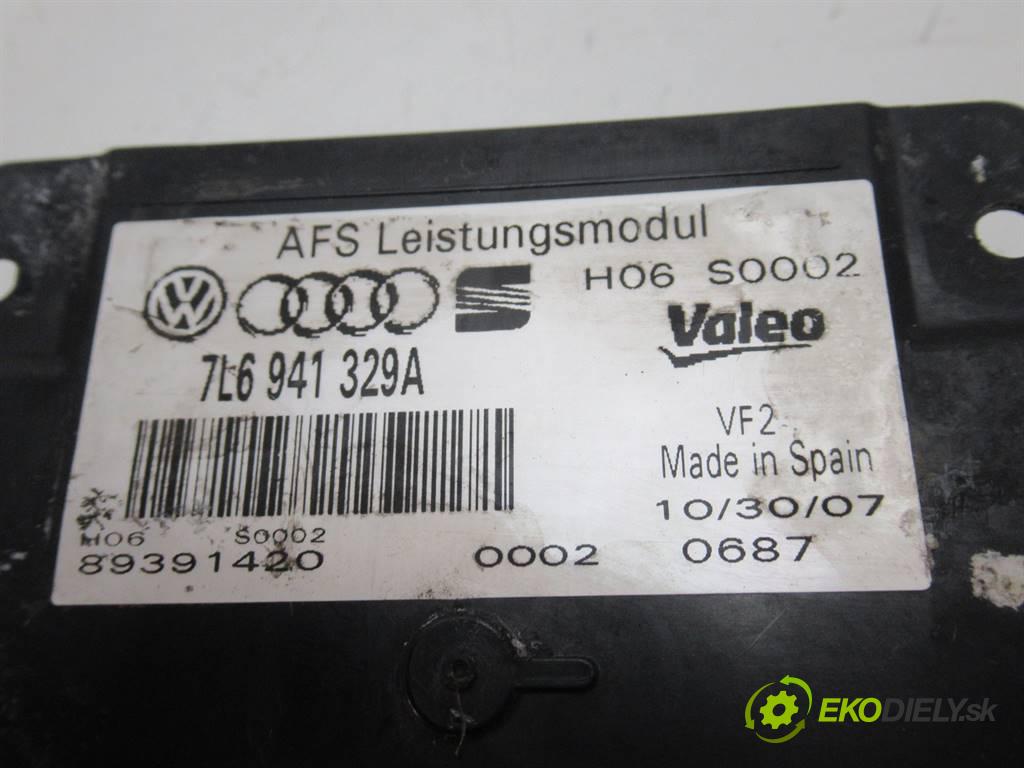 AFS Leistungsmodul
H06 S0002
Valeo
7L6 941 329A
VF2
Made in Spain
10/30/07
H06 S0002
89391420 0002 0687
EKODIELY.sk